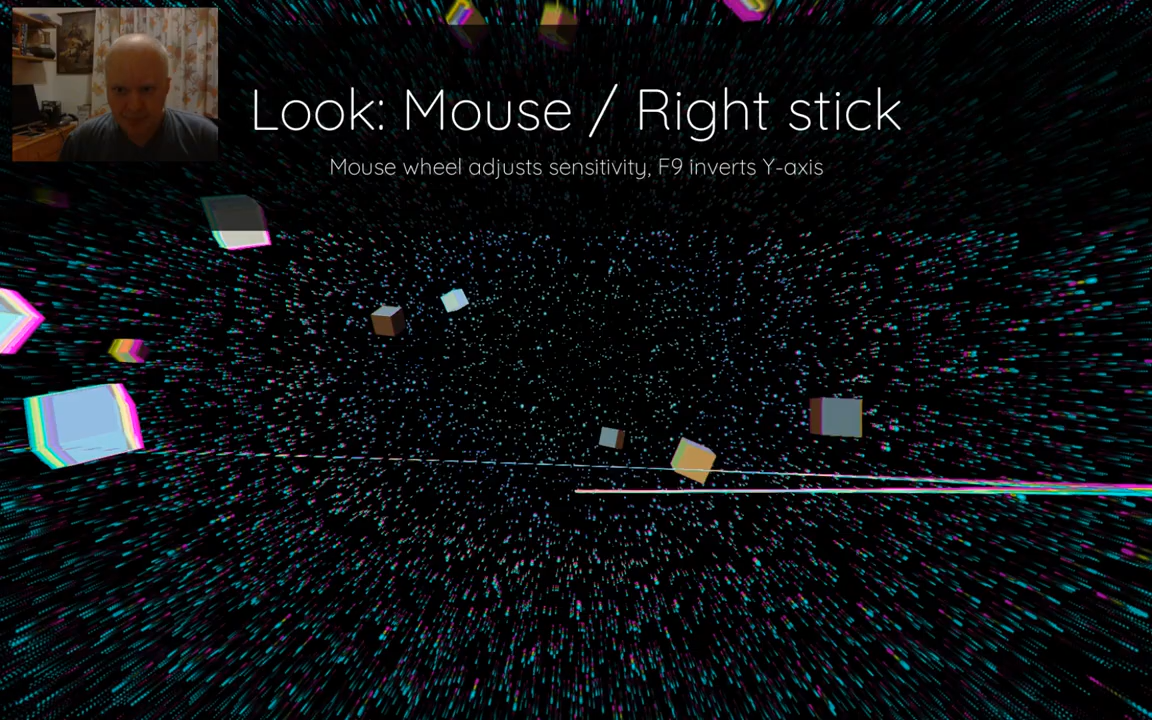 Look: Mouse / Right stick
Mouse wheel adjusts sensitivity, F9 inverts Y-axis